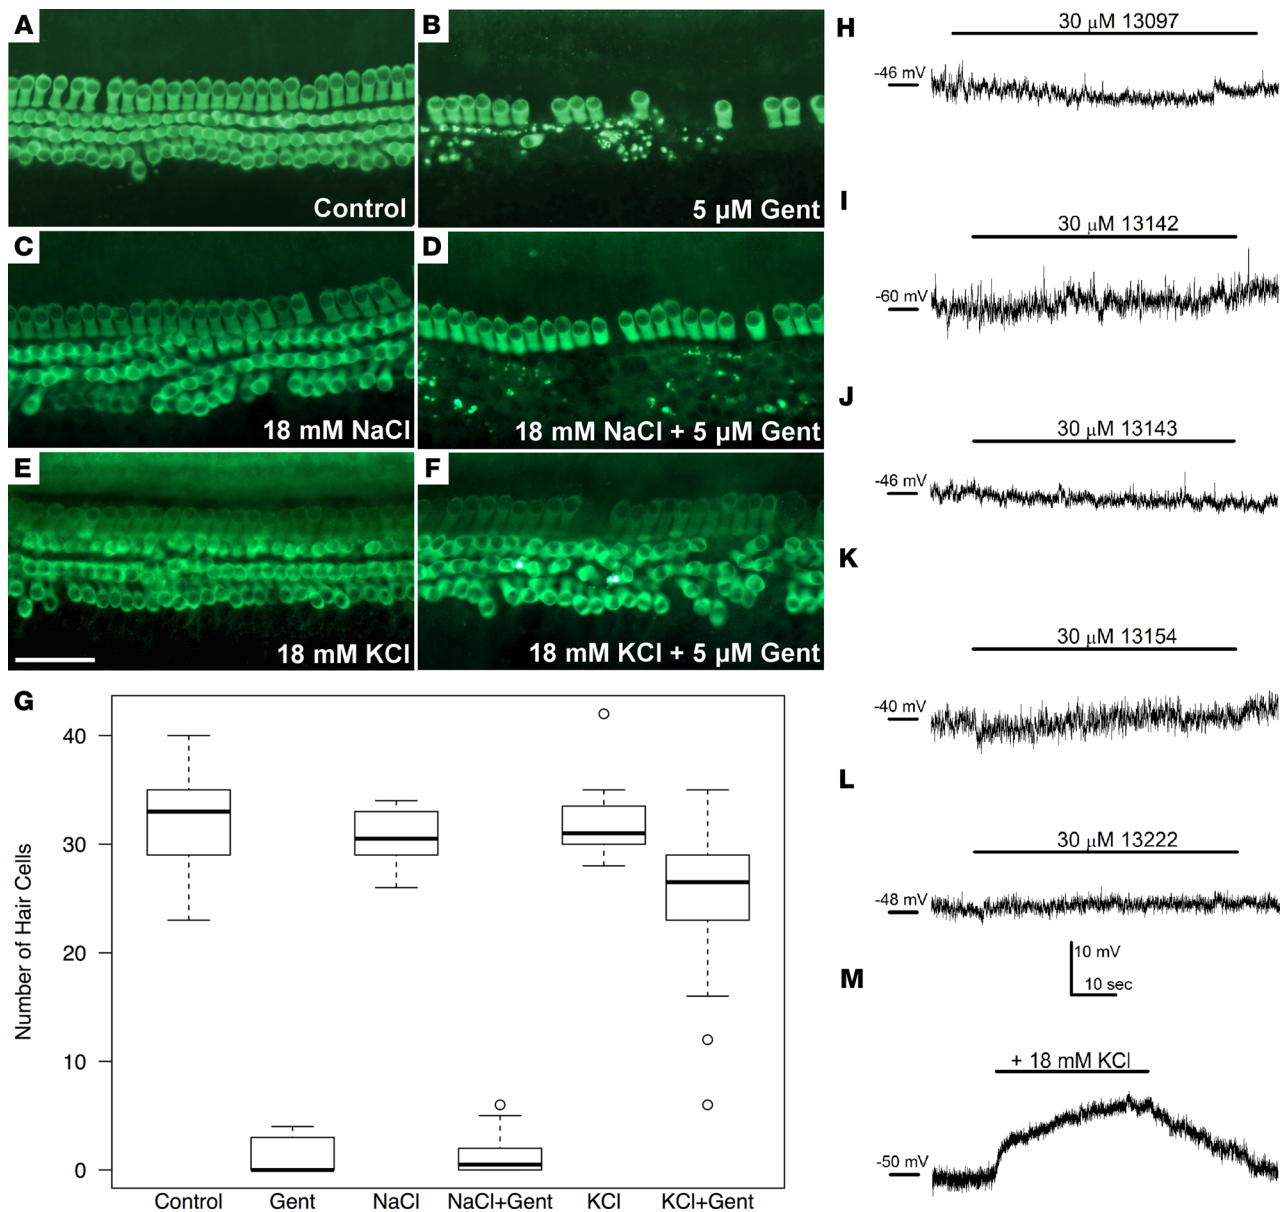 A
Control
B
5 µM Gent
C
18 mM NaCl
D
18 mM NaCl + 5 µM Gent
E
18 mM KCl
F
18 mM KCl + 5 µM Gent
G
Number of Hair Cells
40
30
20
10
0
Control
Gent
NaCl
NaCl+Gent
KCl
KCl+Gent
H
30 µM 13097
-46 mV
I
30 µM 13142
-60 mV
J
30 µM 13143
-46 mV
K
30 µM 13154
-40 mV
L
30 µM 13222
-48 mV
10 mV
10 sec
M
+ 18 mM KCl
-50 mV